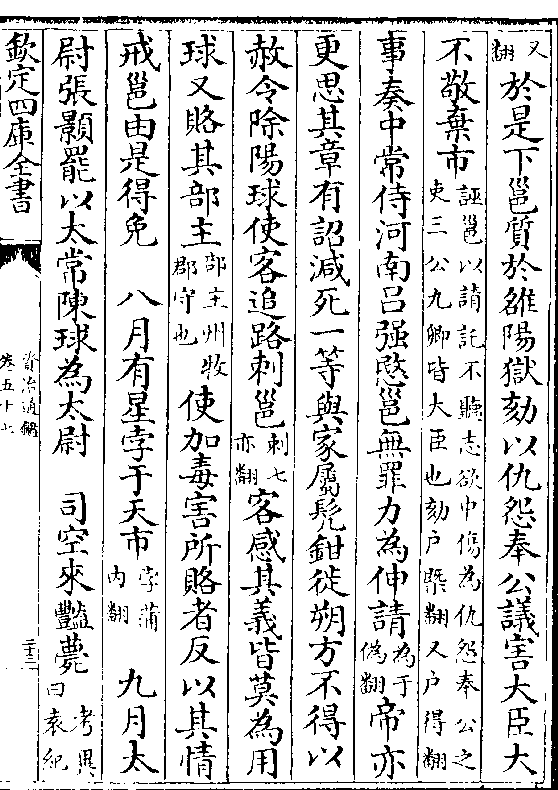 又翻於是下邕質於雒陽獄劾以仇怨奉公議害大臣大
不敬棄市誣邕以請託不聽志欲中傷為仇怨奉公之吏三公九卿皆大臣也劾户槩翻又户得翻
事奏中常侍河南吕强愍邕無罪力為伸請為于偽翻帝亦
更思其章有詔減死一等與家屬髠鉗徙朔方不得以
赦令除陽球使客追路刺邕刺七亦翻客感其義皆莫為用
球又賂其部主部主州牧郡守也使加毒害所賂者反以其情
戒邕由是得免　八月有星孛于天市孛蒲内翻　九月太
尉張顥罷以太常陳球為太尉　司空來豔薨考異曰袁紀
欽定四庫全書
資治通鑑
卷五十七
二十三